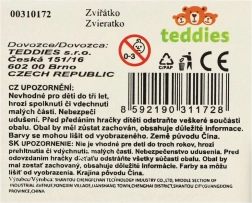 00310172
Zvířátko
Zvieratko
teddies
Dovozce/Dovozca:
TEDDIES s.r.o.
Česká 151/16
602 00 Brno
CZECH REPUBLIC
0-3
C/PAP
CE
8 592190 311728
CZ UPOZORNĚNÍ:
Nevhodné pro děti do tří let,
hrozí spolknutí či vdechnutí
malých částí. Nebezpečí
udušení. Před předáním hračky dítěti odstraňte veškeré součásti
obalu. Obal by měl zůstat zachován, obsahuje důležité informace.
Barvy se mohou lišit od vyobrazení. Země původu Čína.
SK UPOZORNENIE: Nie je vhodné pre deti do troch rokov, hrozí
prehltnutie či vdýchnutie malých častí. Nebezpečie udusenia. Pred
odovzdaním hračky dieťaťu odstráňte všetky súčasti obalu. Obal by
mal zostať zachovaný, obsahuje dôležité informácie. Farby sa môžu
líšiť od vyobrazenia. Krajina pôvodu Čína.